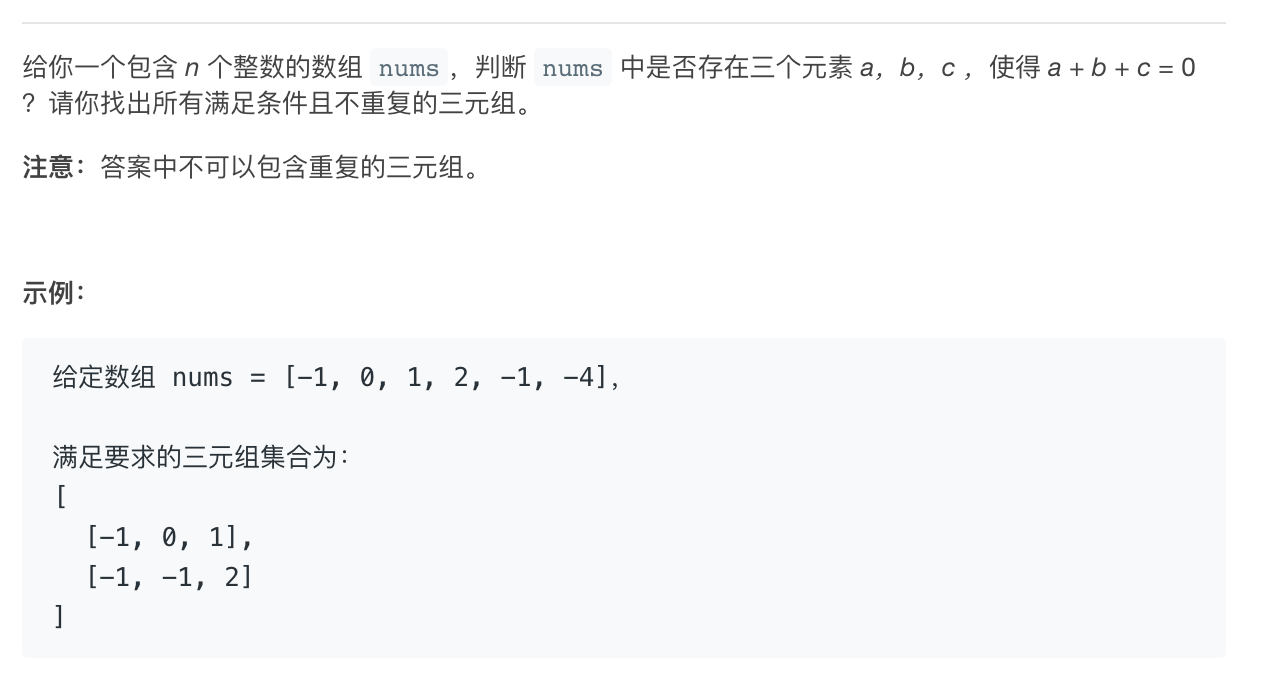 给你一个包含 n 个整数的数组 nums ，判断 nums 中是否存在三个元素 a，b，c ，使得 a + b + c = 0
？请你找出所有满足条件且不重复的三元组。
注意：答案中不可以包含重复的三元组。
示例：
给定数组 nums = [-1, 0, 1, 2, -1, -4]，
满足要求的三元组集合为：
[
[-1, 0, 1],
[-1, -1, 2]
]